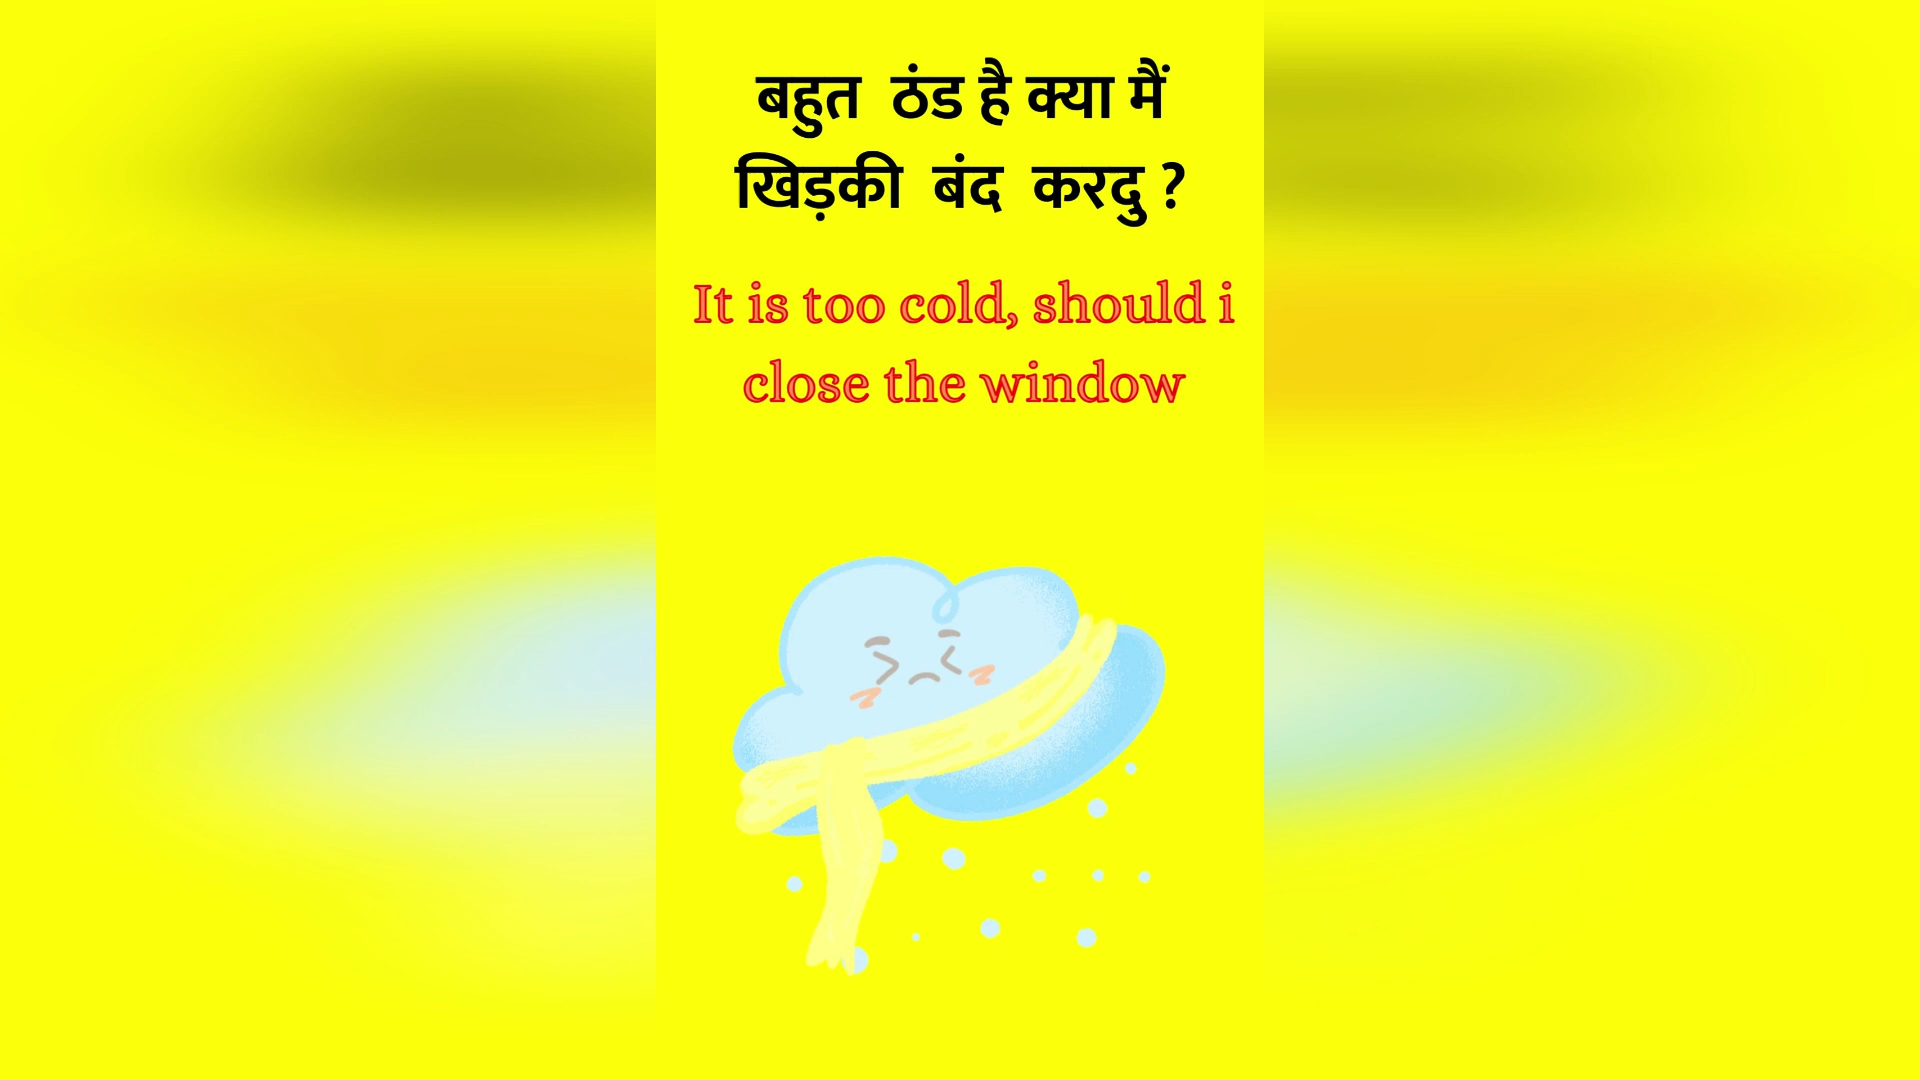 बहुत ठंड है क्या मैं
खिड़की बंद करदु ?
It is too cold, should i
close the window